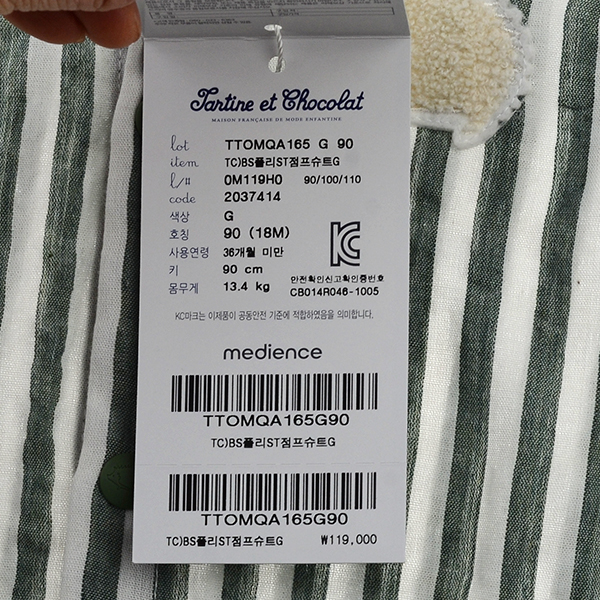 Tartine et Chocolat
MAISON FRANÇAISE DE MODE ENFANTINE
lot TTOMQA165 G 90
item TC)BS플리ST점프슈트G
l/# 0M119H0 90/100/110
code 2037414
색상 G
호칭 90 (18M)
사용연령 36개월 미만
키 90 cm
몸무게 13.4 kg
안전확인신고확인증번호
CB014R046-1005
KC마크는 이제품이 공동안전 기준에 적합하였음을 의미합니다.
medience
TTOMQA165G90
TC)BS플리ST점프슈트G
TTOMQA165G90
TC)BS플리ST점프슈트G ₩119,000